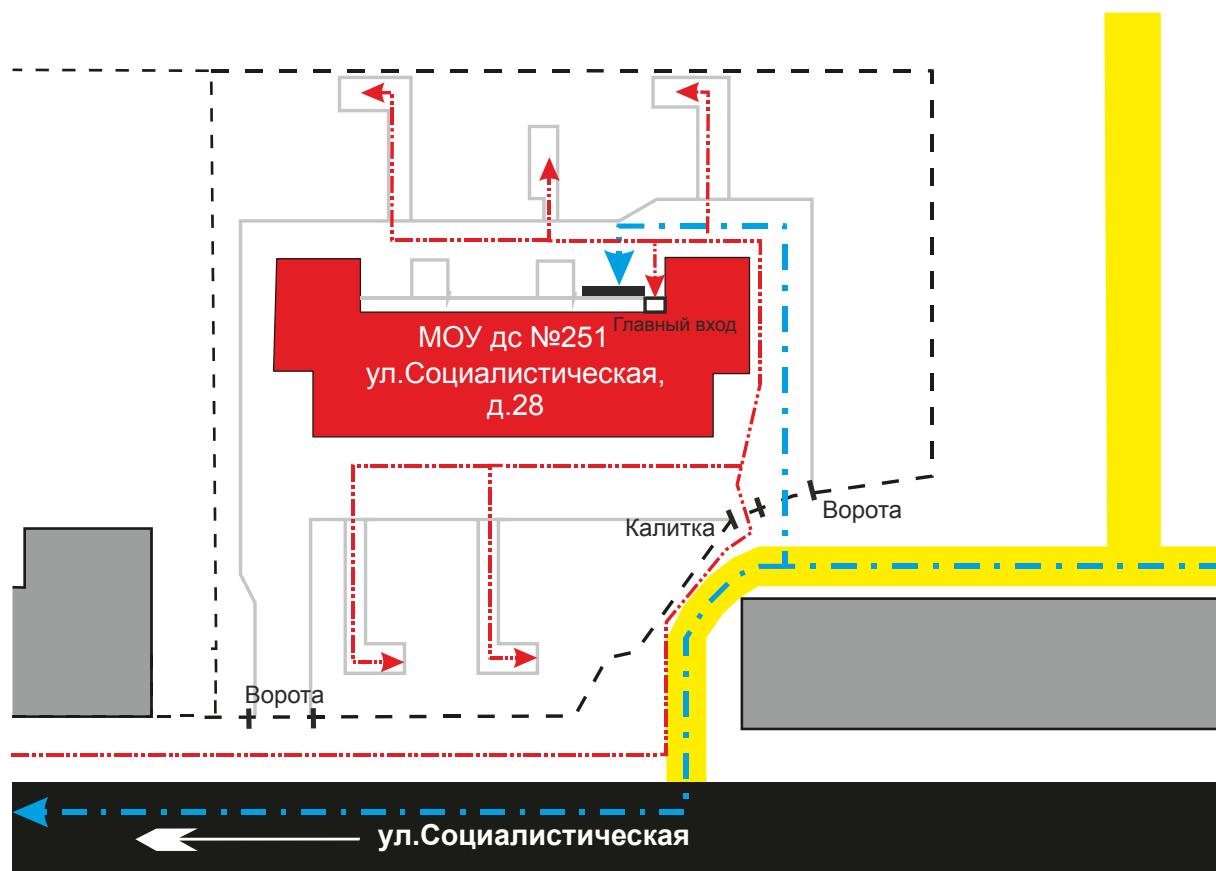 Главный вход
МОУ дс №251
ул.Социалистическая,
д.28
Калитка
Ворота
Ворота
ул.Социалистическая